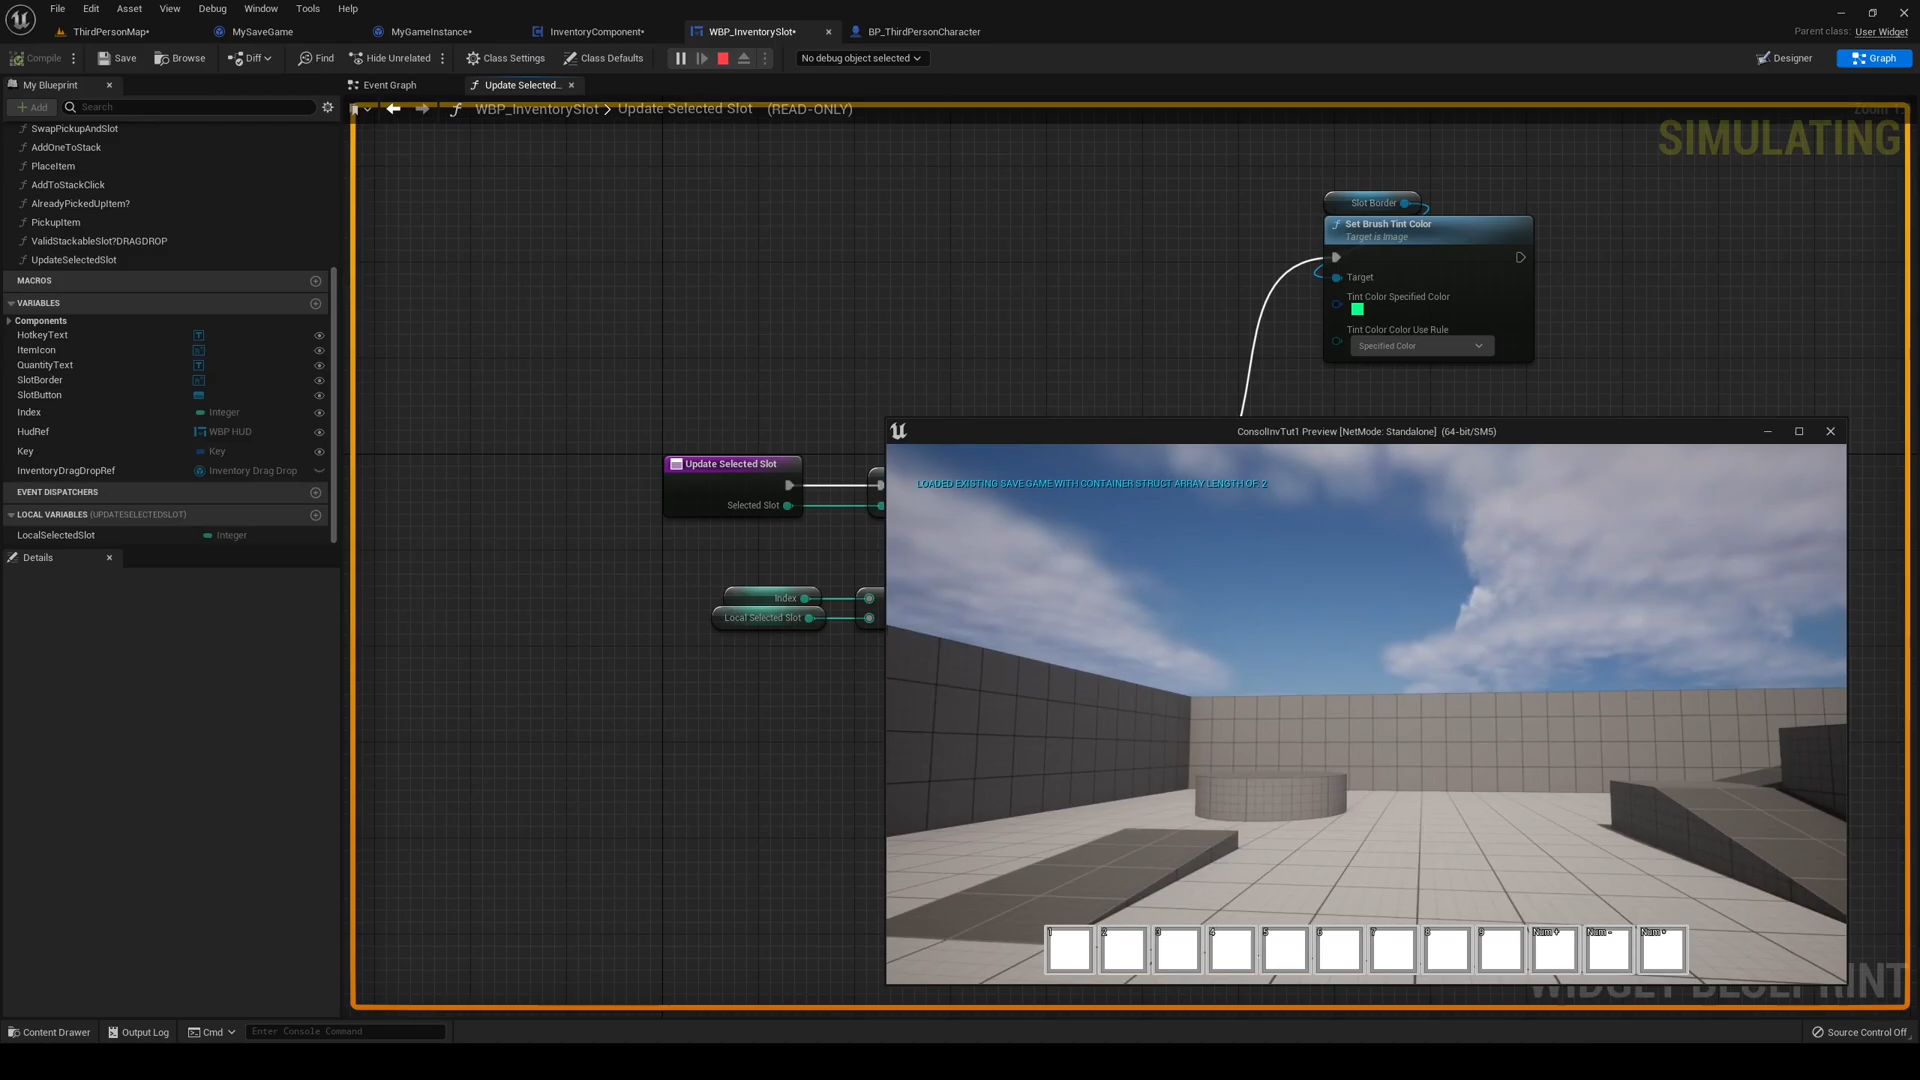 File Edit Asset View Debug Window Tools Help
ThirdPersonMap* MySaveGame MyGameInstance* InventoryComponent* WBP_InventorySlot* BP_ThirdPersonCharacter
Parent class: User Widget
Compile Save Browse Diff Find Hide Unrelated Class Settings Class Defaults No debug object selected Designer Graph
My Blueprint Event Graph Update Selected...
+ Add Search WBP_InventorySlot > Update Selected Slot (READ-ONLY)
SIMULATING
SwapPickupAndSlot
AddOneToStack
PlaceItem
AddToStackClick
AlreadyPickedUpItem?
PickupItem
ValidStackableSlot?DRAGDROP
UpdateSelectedSlot
MACROS
VARIABLES
Components
HotkeyText
ItemIcon
QuantityText
SlotBorder
SlotButton
Index Integer
HudRef WBP HUD
Key Key
InventoryDragDropRef Inventory Drag Drop
EVENT DISPATCHERS
LOCAL VARIABLES (UPDATESELECTEDSLOT)
LocalSelectedSlot Integer
Details
Slot Border
Set Brush Tint Color
Target is Image
Target
Tint Color Specified Color
Tint Color Color Use Rule
Specified Color
Update Selected Slot
Selected Slot
Index
Local Selected Slot
ConsolInvTut1 Preview [NetMode: Standalone] (64-bit/SM5)
LOADED EXISTING SAVE GAME WITH CONTAINER STRUCT ARRAY LENGTH OF: 2
1 2 3 4 5 6 7 8 9 Num+ Num-
Content Drawer Output Log Cmd Enter Console Command Source Control Off